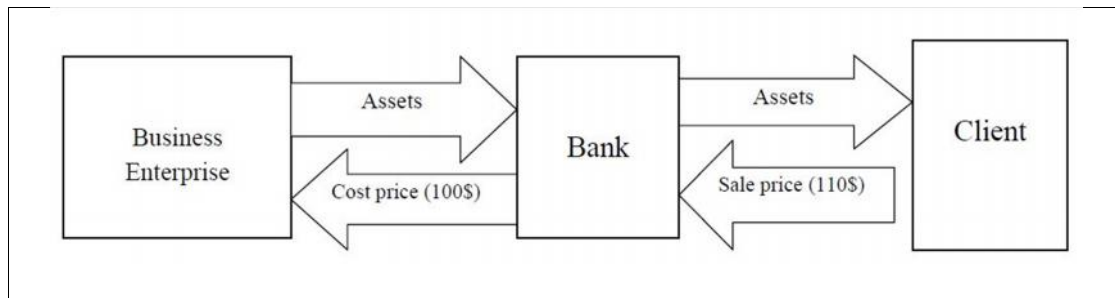 Business
Enterprise
Assets
Cost price (100$)
Bank
Assets
Sale price (110$)
Client